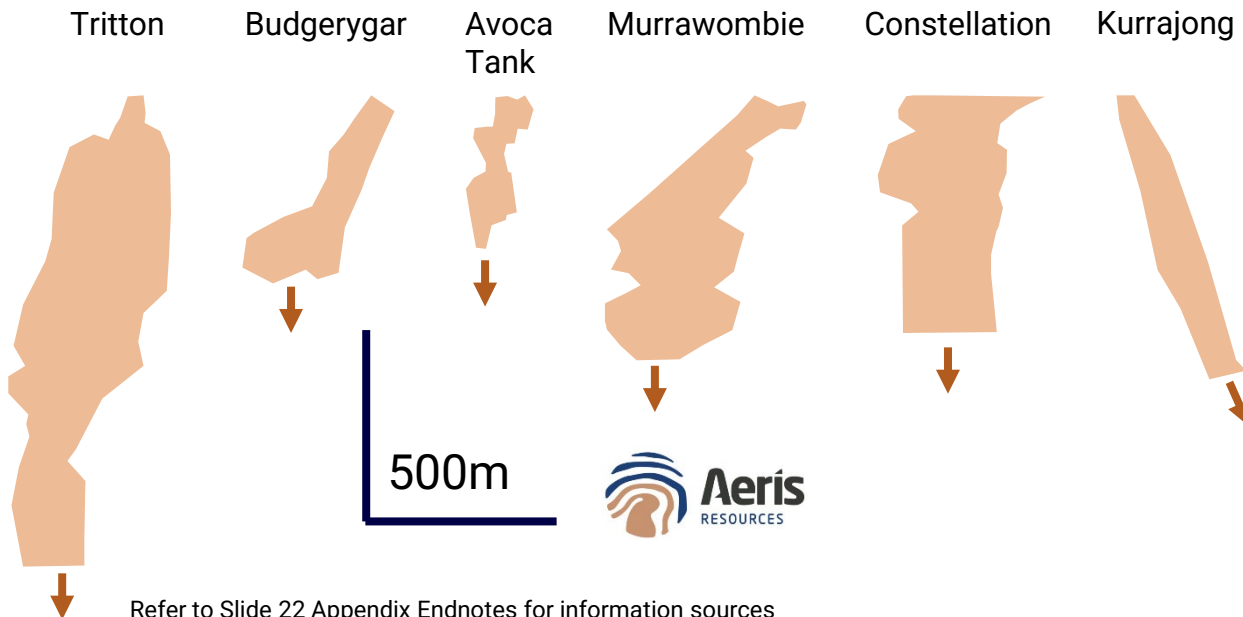 Tritton
Budgerygar
Avoca
Tank
Murrawombie
Constellation
Kurrajong
500m
Aeris
RESOURCES
Refer to Slide 22 Appendix Endnotes for information sources